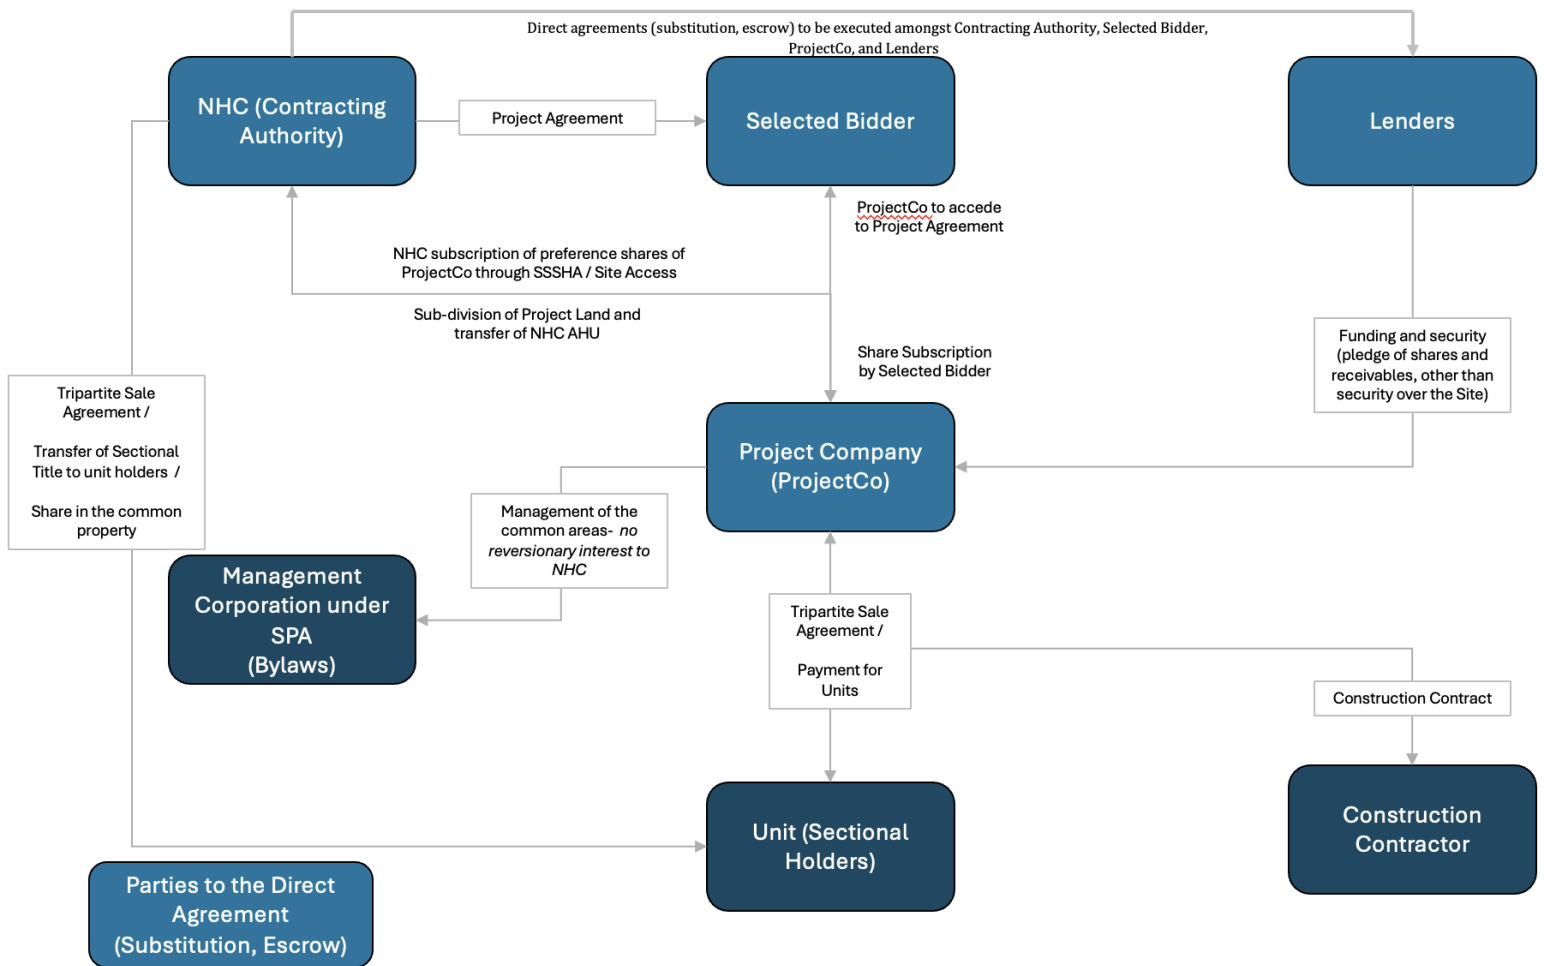 Direct agreements (substitution, escrow) to be executed amongst Contracting Authority, Selected Bidder,
ProjectCo, and Lenders
NHC (Contracting
Authority)
Project Agreement
Selected Bidder
Lenders
ProjectCo to accede
to Project Agreement
NHC subscription of preference shares of
ProjectCo through SSSHA / Site Access
Sub-division of Project Land and
transfer of NHC AHU
Share Subscription
by Selected Bidder
Funding and security
(pledge of shares and
receivables, other than
security over the Site)
Tripartite Sale
Agreement /
Transfer of Sectional
Title to unit holders /
Share in the common
property
Project Company
(ProjectCo)
Management of the
common areas- no
reversionary interest to
NHC
Management
Corporation under
SPA
(Bylaws)
Tripartite Sale
Agreement /
Payment for
Units
Construction Contract
Unit (Sectional
Holders)
Construction
Contractor
Parties to the Direct
Agreement
(Substitution, Escrow)